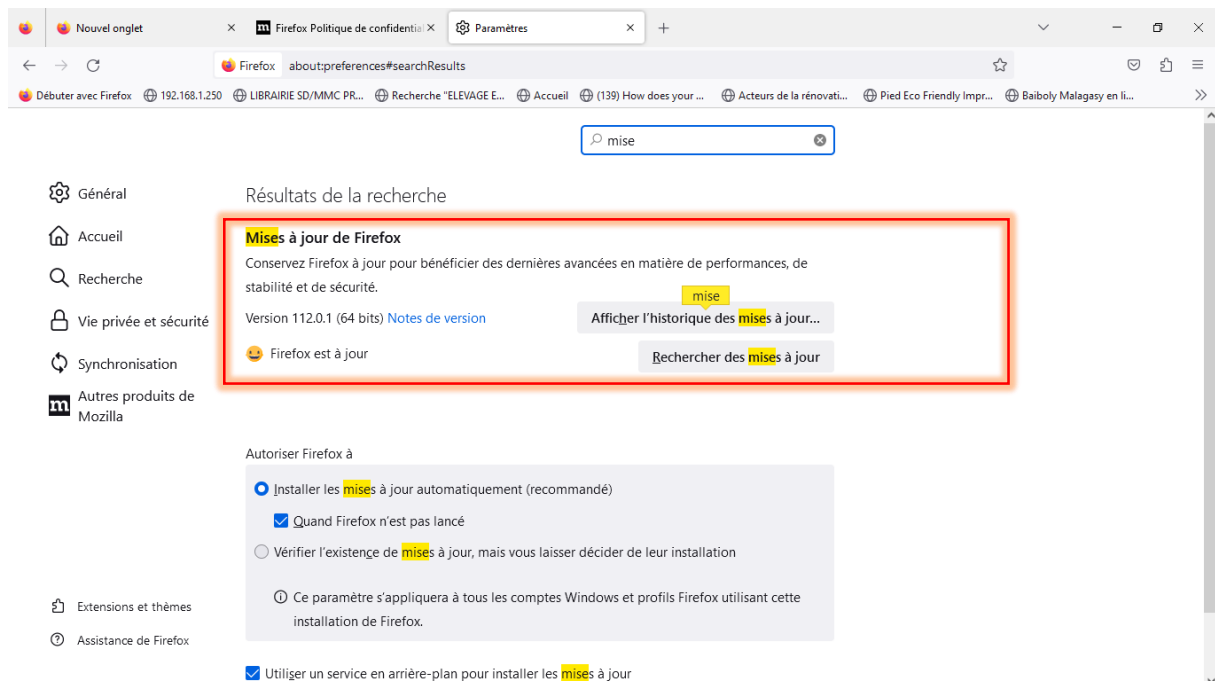 Nouvel onglet
m Firefox Politique de confidential
Paramètres
Firefox about:preferences#searchResults
Débuter avec Firefox 192.168.1.250 LIBRAIRIE SD/MMC PR... Recherche "ELEVAGE E... Accueil (139) How does your ... Acteurs de la rénovati... Pied Eco Friendly Impr... Baiboly Malagasy en li...
mise
Général
Accueil
Recherche
Vie privée et sécurité
Synchronisation
m Autres produits de
Mozilla
Extensions et thèmes
Assistance de Firefox
Résultats de la recherche
Mises à jour de Firefox
Conservez Firefox à jour pour bénéficier des dernières avancées en matière de performances, de
stabilité et de sécurité.
mise
Version 112.0.1 (64 bits) Notes de version
Afficher l'historique des mises à jour...
Firefox est à jour
Rechercher des mises à jour
Autoriser Firefox à
Installer les mises à jour automatiquement (recommandé)
Quand Firefox n'est pas lancé
Vérifier l'existence de mises à jour, mais vous laisser décider de leur installation
Ce paramètre s'appliquera à tous les comptes Windows et profils Firefox utilisant cette
installation de Firefox.
Utiliser un service en arrière-plan pour installer les mises à jour